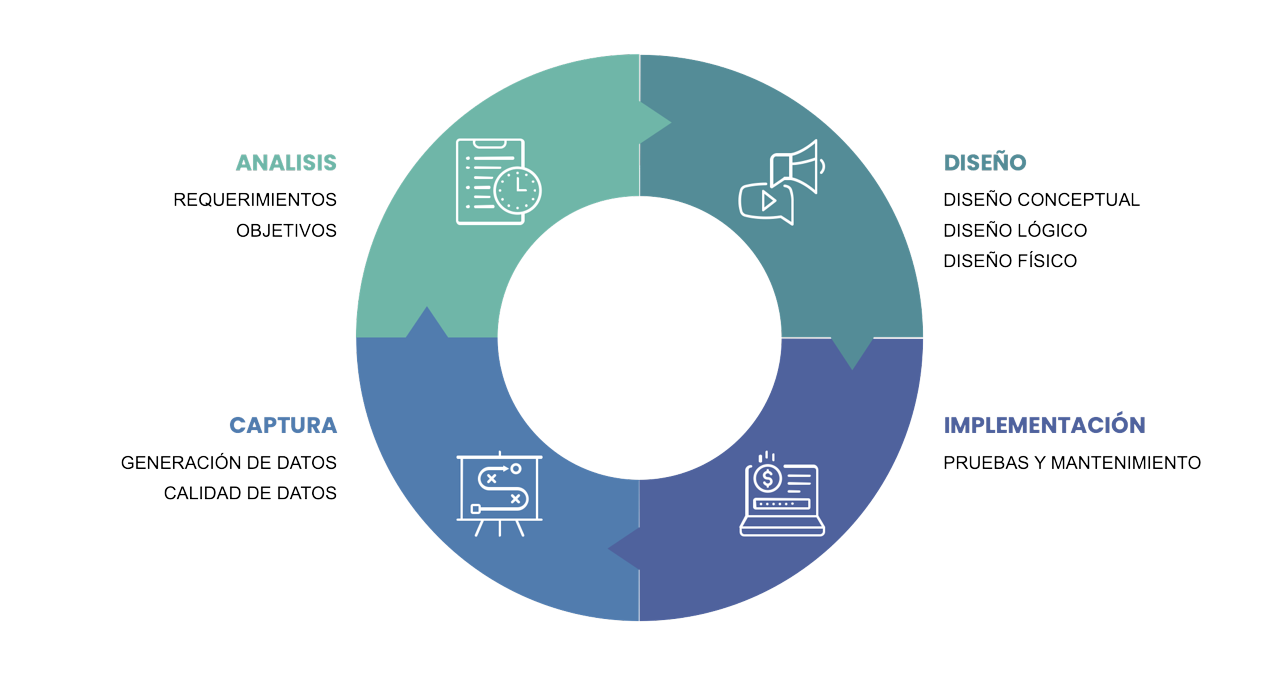 ANALISIS
REQUERIMIENTOS
OBJETIVOS
DISEÑO
DISEÑO CONCEPTUAL
DISEÑO LÓGICO
DISEÑO FÍSICO
CAPTURA
GENERACIÓN DE DATOS
CALIDAD DE DATOS
IMPLEMENTACIÓN
PRUEBAS Y MANTENIMIENTO
$